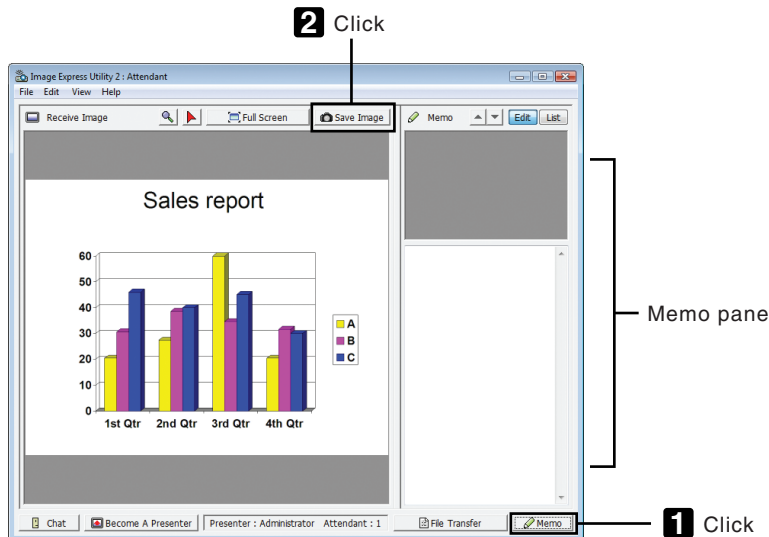 2 Click
Image Express Utility 2 : Attendant
File Edit View Help
Receive Image Full Screen Save Image Memo Edit List
Sales report
60
50
40
30
20
10
0
A
B
C
1st Qtr 2nd Qtr 3rd Qtr 4th Qtr
Memo pane
Chat Become A Presenter Presenter : Administrator Attendant : 1 File Transfer Memo
1 Click